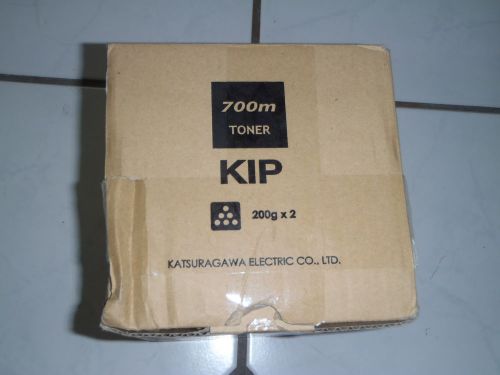 700m
TONER
KIP
200g x 2
KATSURAGAWA ELECTRIC CO., LTD.